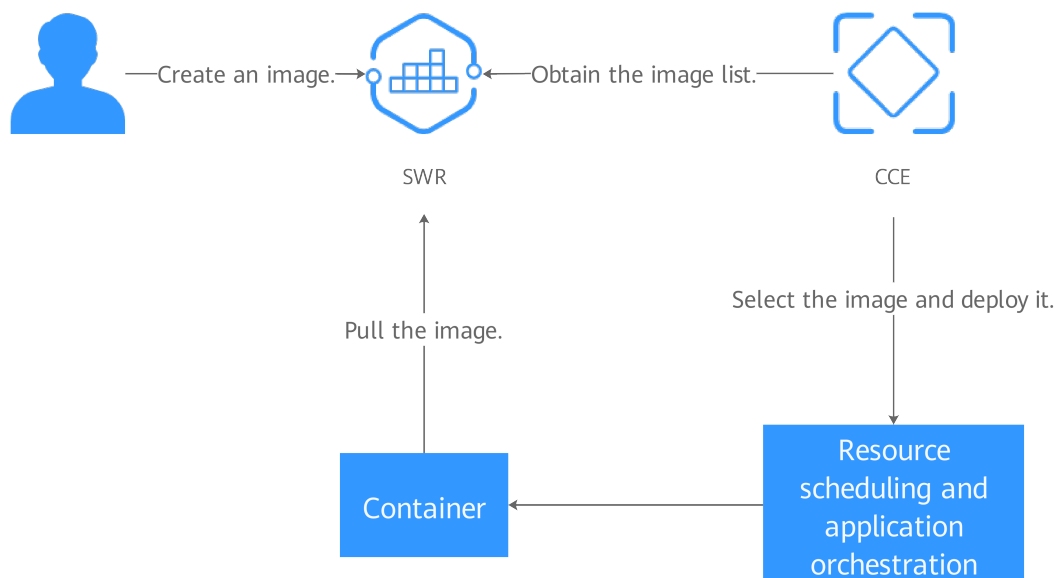 Create an image.
Obtain the image list.
SWR
CCE
Select the image and deploy it.
Pull the image.
Resource
scheduling and
application
orchestration
Container